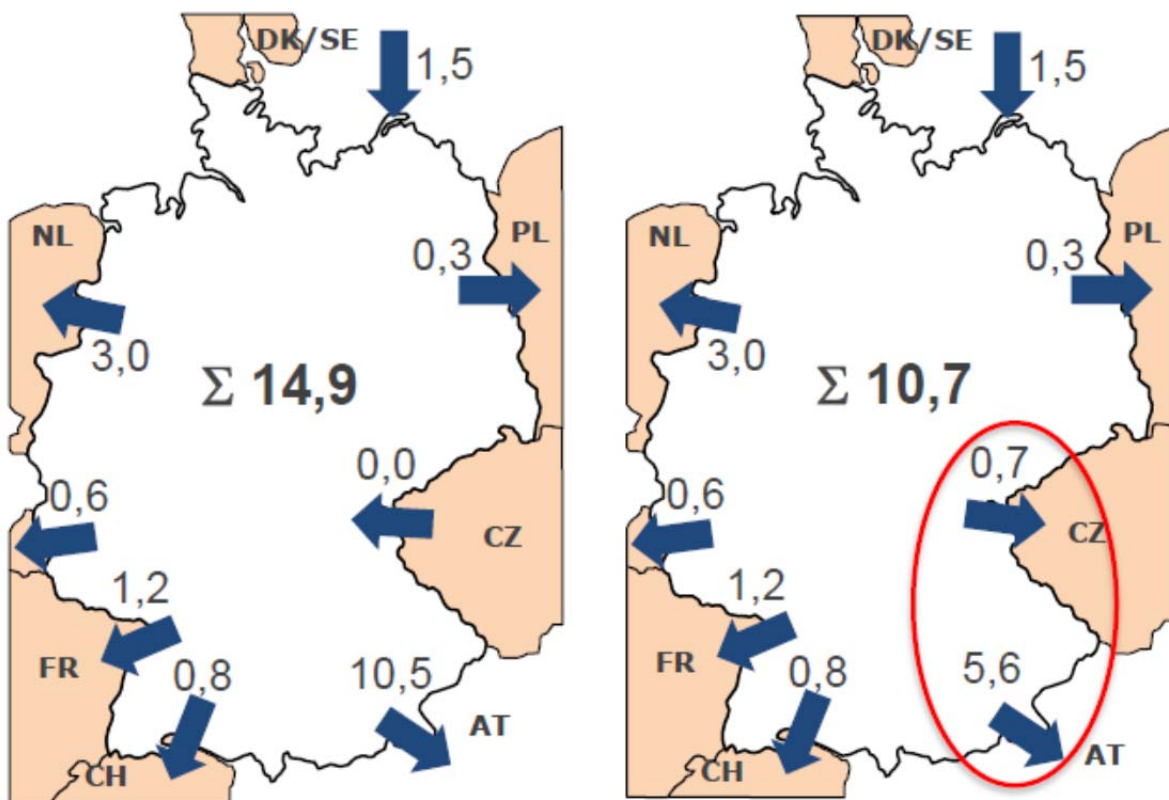 DK/SE
1,5
NL
PL
0,3
3,0
Σ 14,9
0,0
0,6
CZ
1,2
FR
0,8
10,5
AT
CH
DK/SE
1,5
NL
PL
0,3
3,0
Σ 10,7
0,7
0,6
CZ
1,2
FR
0,8
5,6
AT
CH